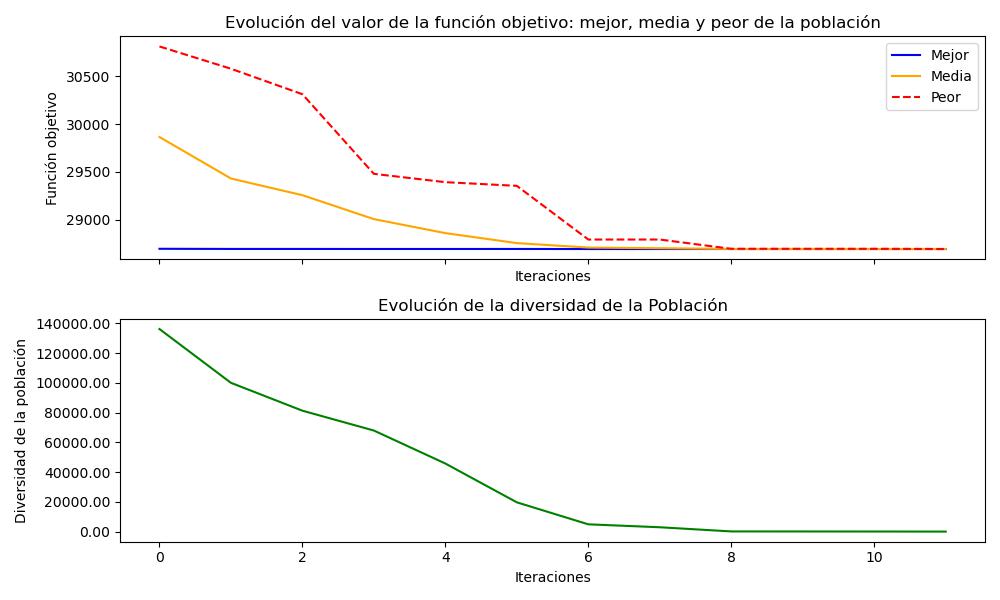 Evolución del valor de la función objetivo: mejor, media y peor de la población
Función objetivo
30500
30000
29500
29000
Mejor
Media
Peor
Iteraciones
Evolución de la diversidad de la Población
Diversidad de la población
140000.00
120000.00
100000.00
80000.00
60000.00
40000.00
20000.00
0.00
0 2 4 6 8 10
Iteraciones